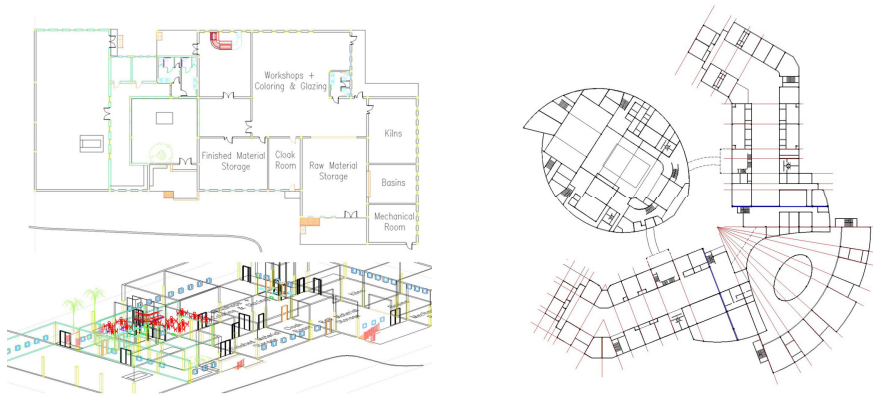 Workshops +
Coloring & Glazing
Kilns
Finished Material
Storage
Cloak
Room
Raw Material
Storage
Basins
Mechanical
Room